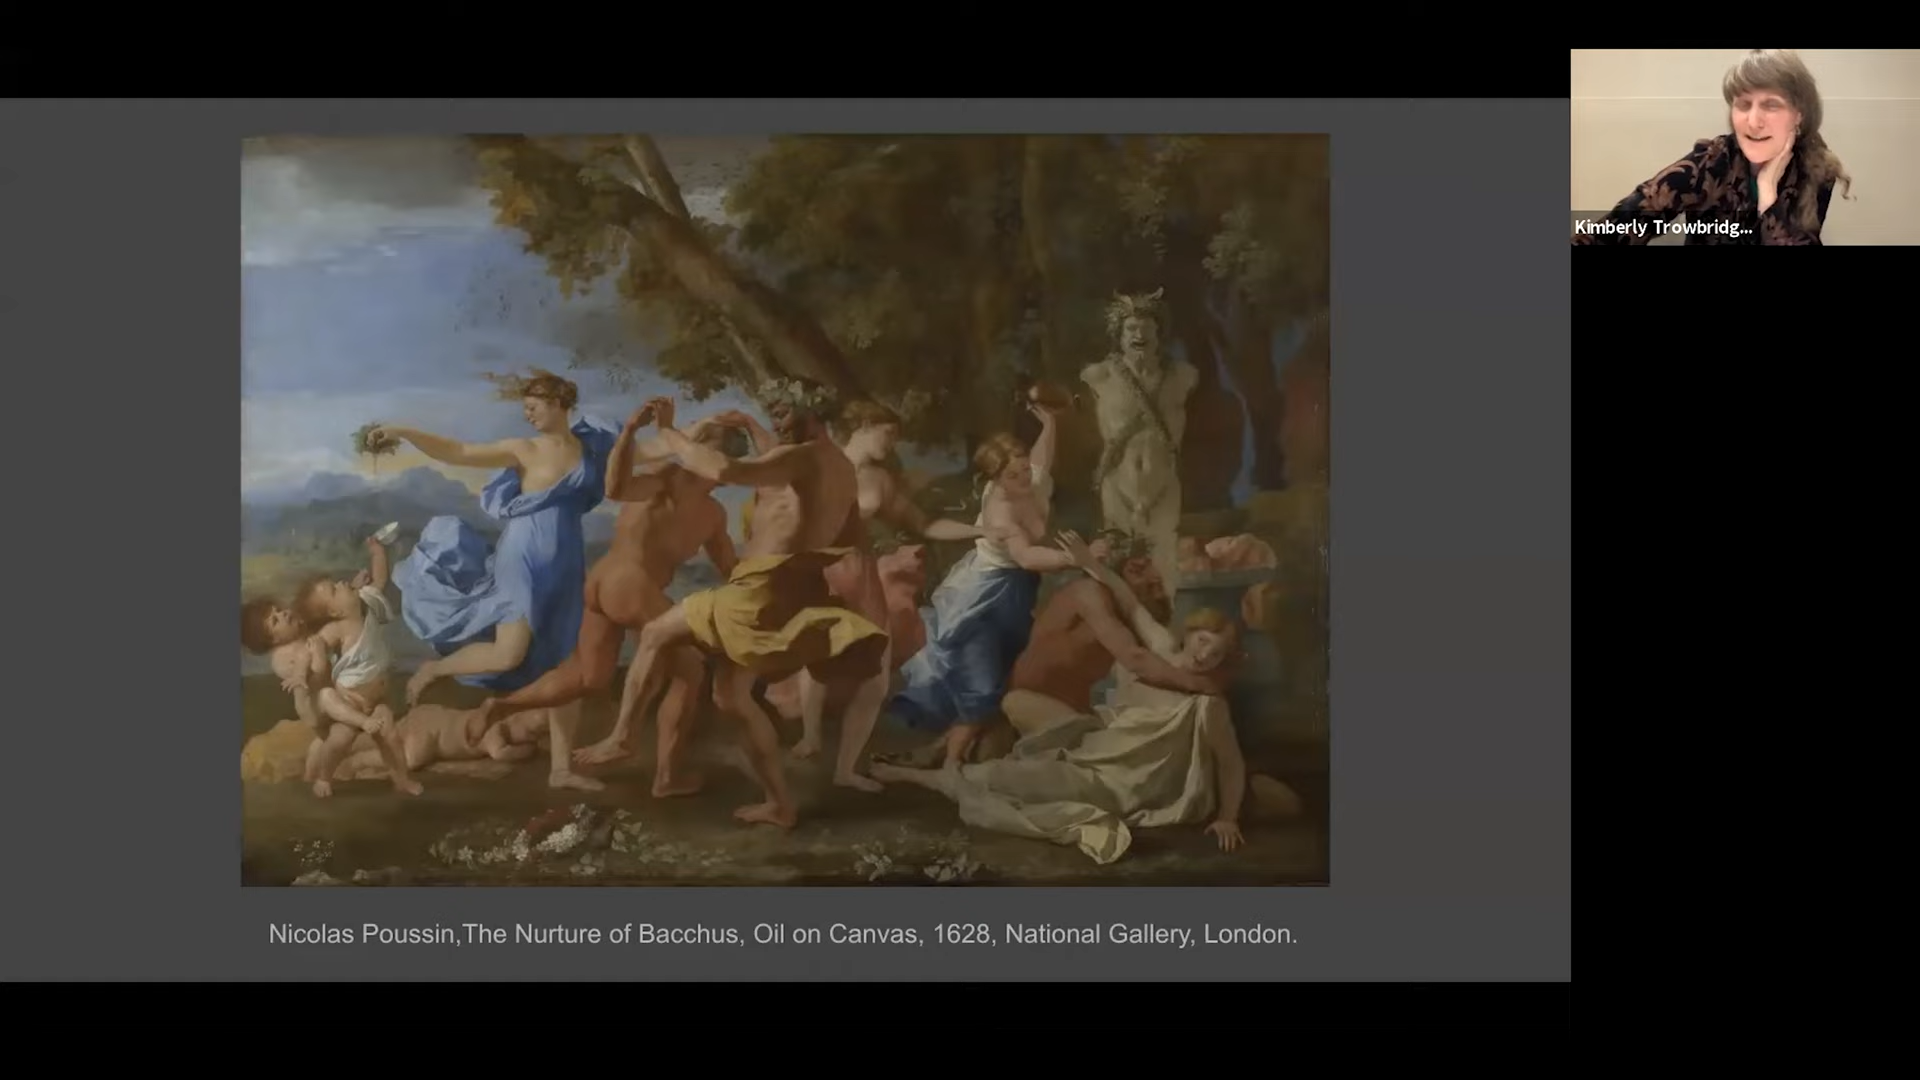 Kimberly Trowbridg...
Nicolas Poussin,The Nurture of Bacchus, Oil on Canvas, 1628, National Gallery, London.